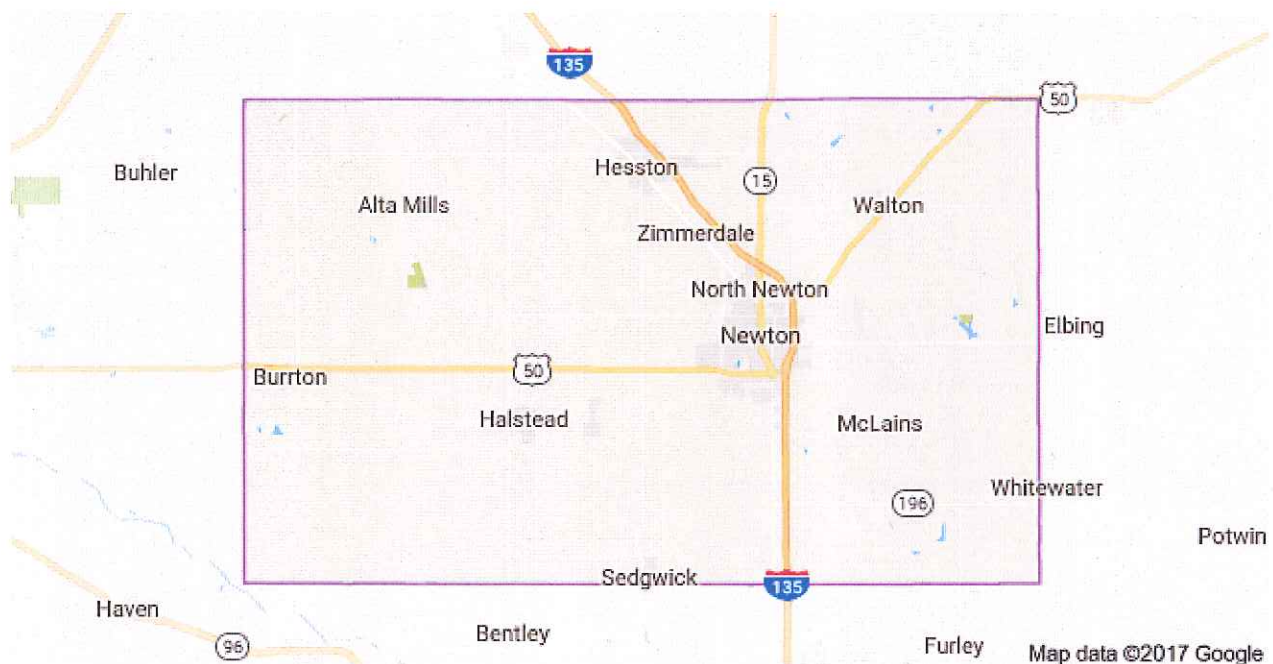 135
50
Buhler
Hesston
15
Alta Mills
Walton
Zimmerdale
North Newton
Elbing
Newton
50
Burrton
Halstead
McLains
Whitewater
196
Potwin
Sedgwick
135
Haven
Bentley
96
Furley
Map data ©2017 Google